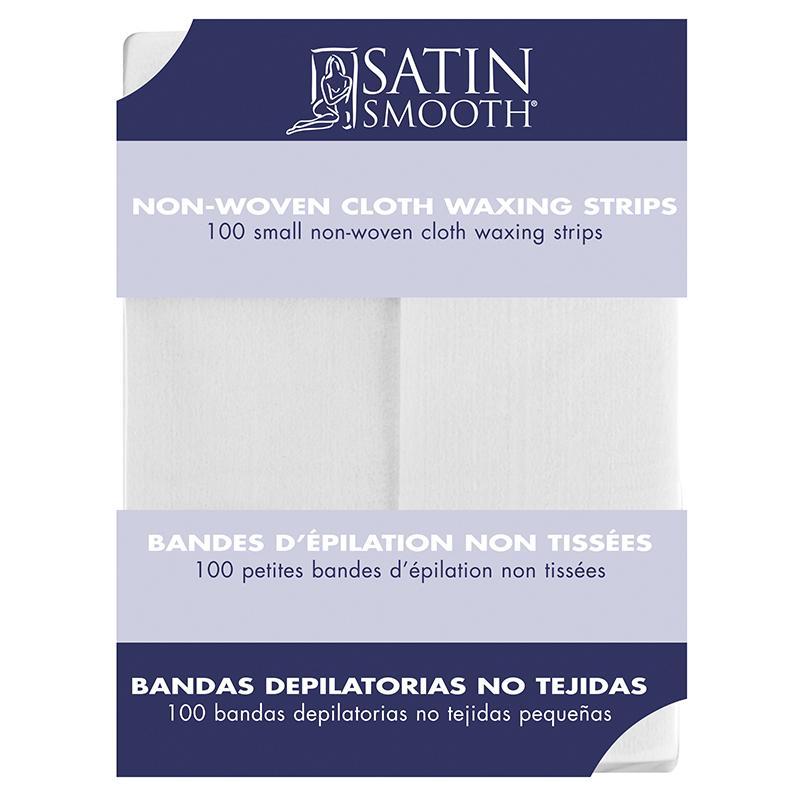 SATIN
SMOOTH®
NON-WOVEN CLOTH WAXING STRIPS
100 small non-woven cloth waxing strips
BANDES D'ÉPILATION NON TISSÉES
100 petites bandes d'épilation non tissées
BANDAS DEPILATORIAS NO TEJIDAS
100 bandas depilatorias no tejidas pequeñas